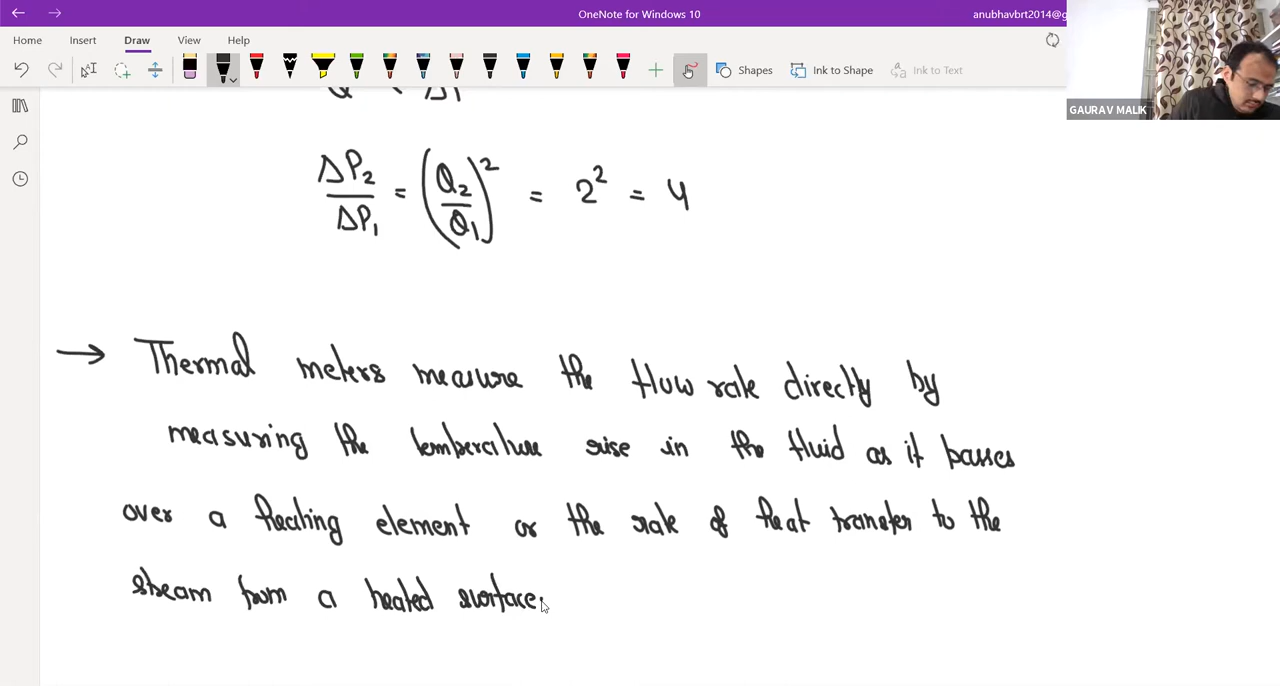 OneNote for Windows 10
anubhavbrt2014@g
Home Insert Draw View Help
Shapes Ink to Shape Ink to Text
GAURAV MALIK
Q ΔP
ΔP₂/ΔP₁ = (Q₂/Q₁)² = 2² = 4
→ Thermal meters measure the flow rate directly by
measuring the temperature rise in the fluid as it passes
over a heating element or the rate of heat transfer to the
stream from a heated surface.